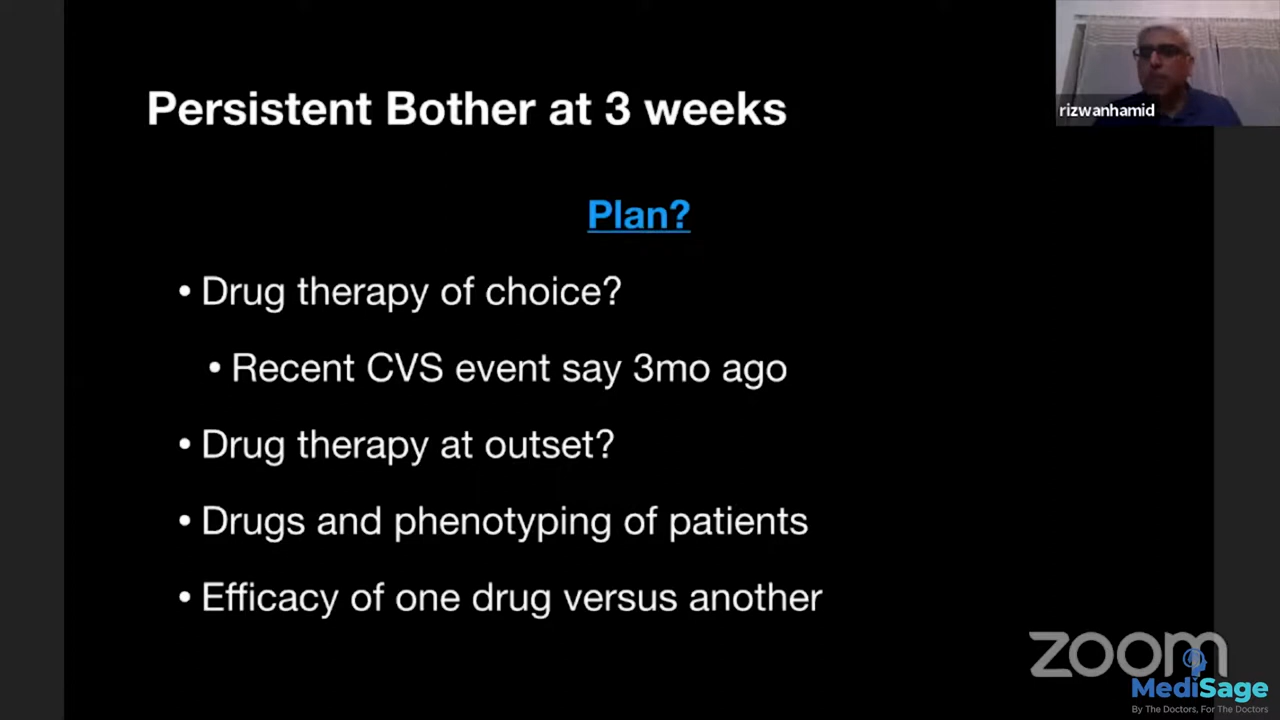 Persistent Bother at 3 weeks
rizwanhamid
Plan?
• Drug therapy of choice?
• Recent CVS event say 3mo ago
• Drug therapy at outset?
• Drugs and phenotyping of patients
• Efficacy of one drug versus another
zoom
MediSage
By The Doctors, For The Doctors